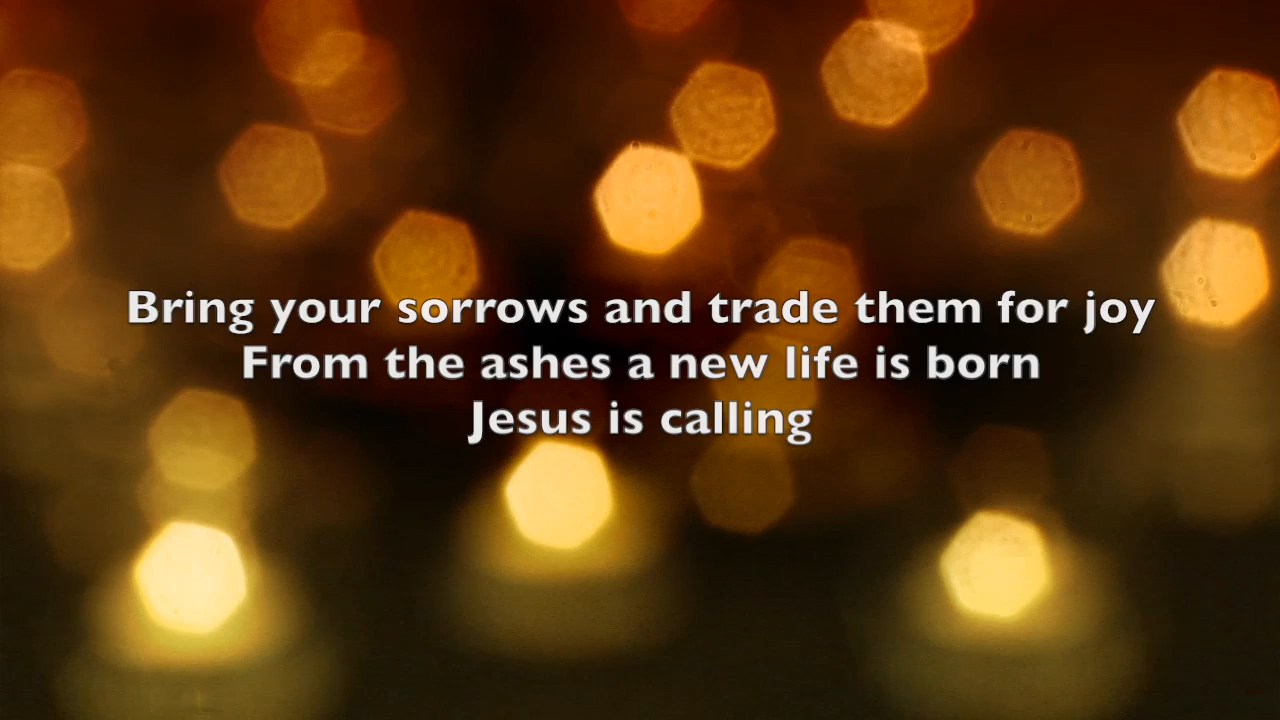 Bring your sorrows and trade them for joy
From the ashes a new life is born
Jesus is calling